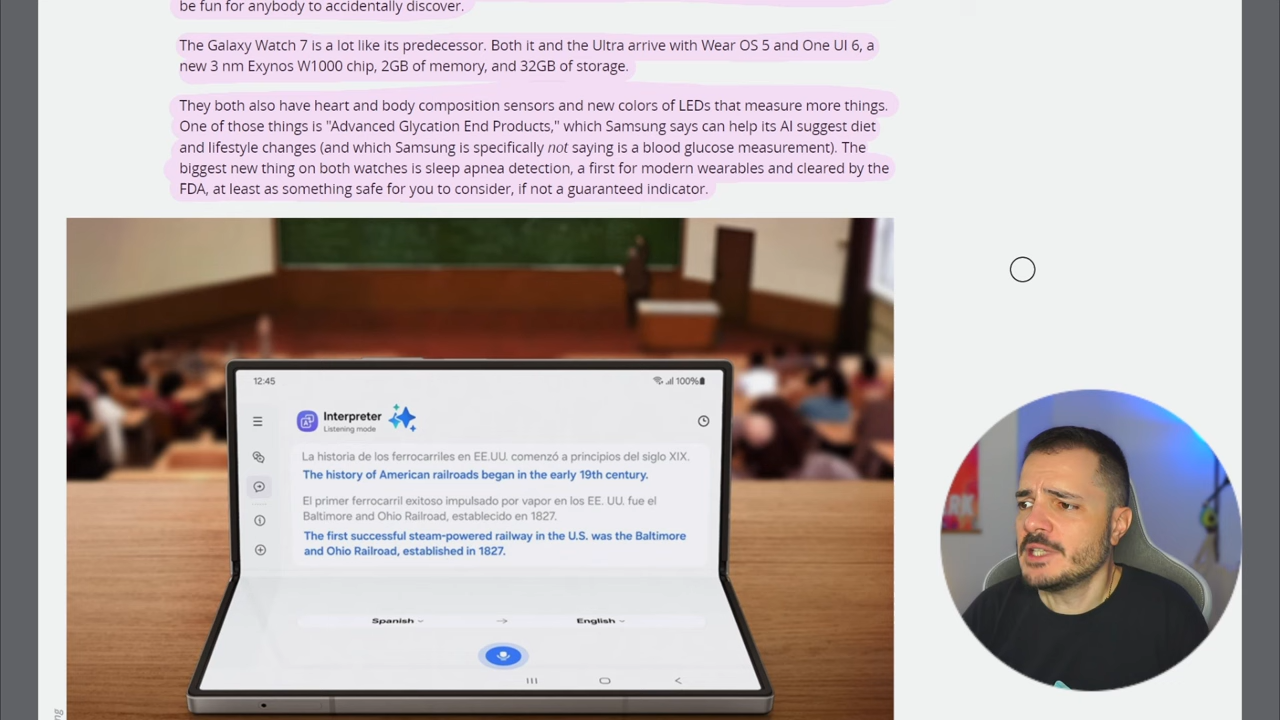 be fun for anybody to accidentally discover.
The Galaxy Watch 7 is a lot like its predecessor. Both it and the Ultra arrive with Wear OS 5 and One UI 6, a
new 3 nm Exynos W1000 chip, 2GB of memory, and 32GB of storage.
They both also have heart and body composition sensors and new colors of LEDs that measure more things.
One of those things is "Advanced Glycation End Products," which Samsung says can help its AI suggest diet
and lifestyle changes (and which Samsung is specifically not saying is a blood glucose measurement). The
biggest new thing on both watches is sleep apnea detection, a first for modern wearables and cleared by the
FDA, at least as something safe for you to consider, if not a guaranteed indicator.
12:45
100%
Interpreter
Listening mode
La historia de los ferrocarriles en EE.UU. comenzó a principios del siglo XIX.
The history of American railroads began in the early 19th century.
El primer ferrocarril exitoso impulsado por vapor en los EE. UU. fue el
Baltimore and Ohio Railroad, establecido en 1827.
The first successful steam-powered railway in the U.S. was the Baltimore
and Ohio Railroad, established in 1827.
Spanish
English